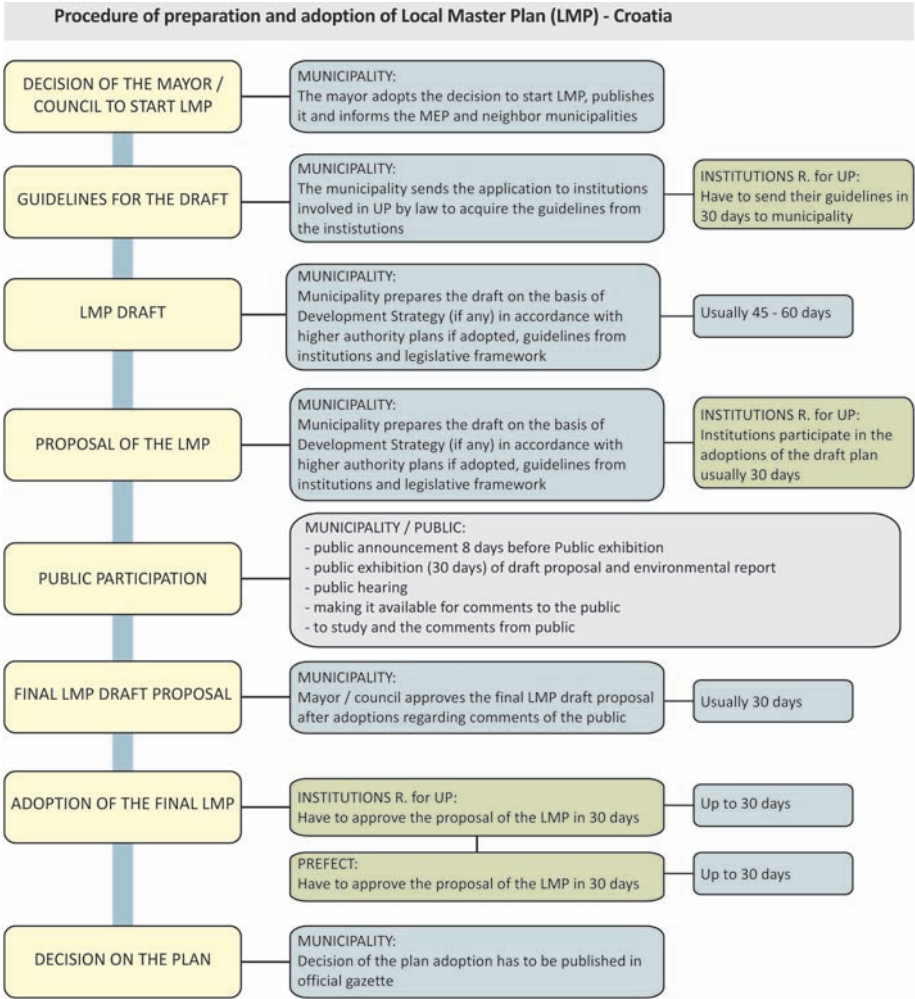 Procedure of preparation and adoption of Local Master Plan (LMP) - Croatia
DECISION OF THE MAYOR /
COUNCIL TO START LMP
MUNICIPALITY:
The mayor adopts the decision to start LMP, publishes
it and informs the MEP and neighbor municipalities
GUIDELINES FOR THE DRAFT
MUNICIPALITY:
The municipality sends the application to institutions
involved in UP by law to acquire the guidelines from
the instistutions
INSTITUTIONS R. for UP:
Have to send their guidelines in
30 days to municipality
LMP DRAFT
MUNICIPALITY:
Municipality prepares the draft on the basis of
Development Strategy (if any) in accordance with
higher authority plans if adopted, guidelines from
institutions and legislative framework
Usually 45 - 60 days
PROPOSAL OF THE LMP
MUNICIPALITY:
Municipality prepares the draft on the basis of
Development Strategy (if any) in accordance with
higher authority plans if adopted, guidelines from
institutions and legislative framework
INSTITUTIONS R. for UP:
Institutions participate in the
adoptions of the draft plan
usually 30 days
PUBLIC PARTICIPATION
MUNICIPALITY / PUBLIC:
- public announcement 8 days before Public exhibition
- public exhibition (30 days) of draft proposal and environmental report
- public hearing
- making it available for comments to the public
- to study and the comments from public
FINAL LMP DRAFT PROPOSAL
MUNICIPALITY:
Mayor / council approves the final LMP draft proposal
after adoptions regarding comments of the public
Usually 30 days
ADOPTION OF THE FINAL LMP
INSTITUTIONS R. for UP:
Have to approve the proposal of the LMP in 30 days
Up to 30 days
PREFECT:
Have to approve the proposal of the LMP in 30 days
Up to 30 days
DECISION ON THE PLAN
MUNICIPALITY:
Decision of the plan adoption has to be published in
official gazette